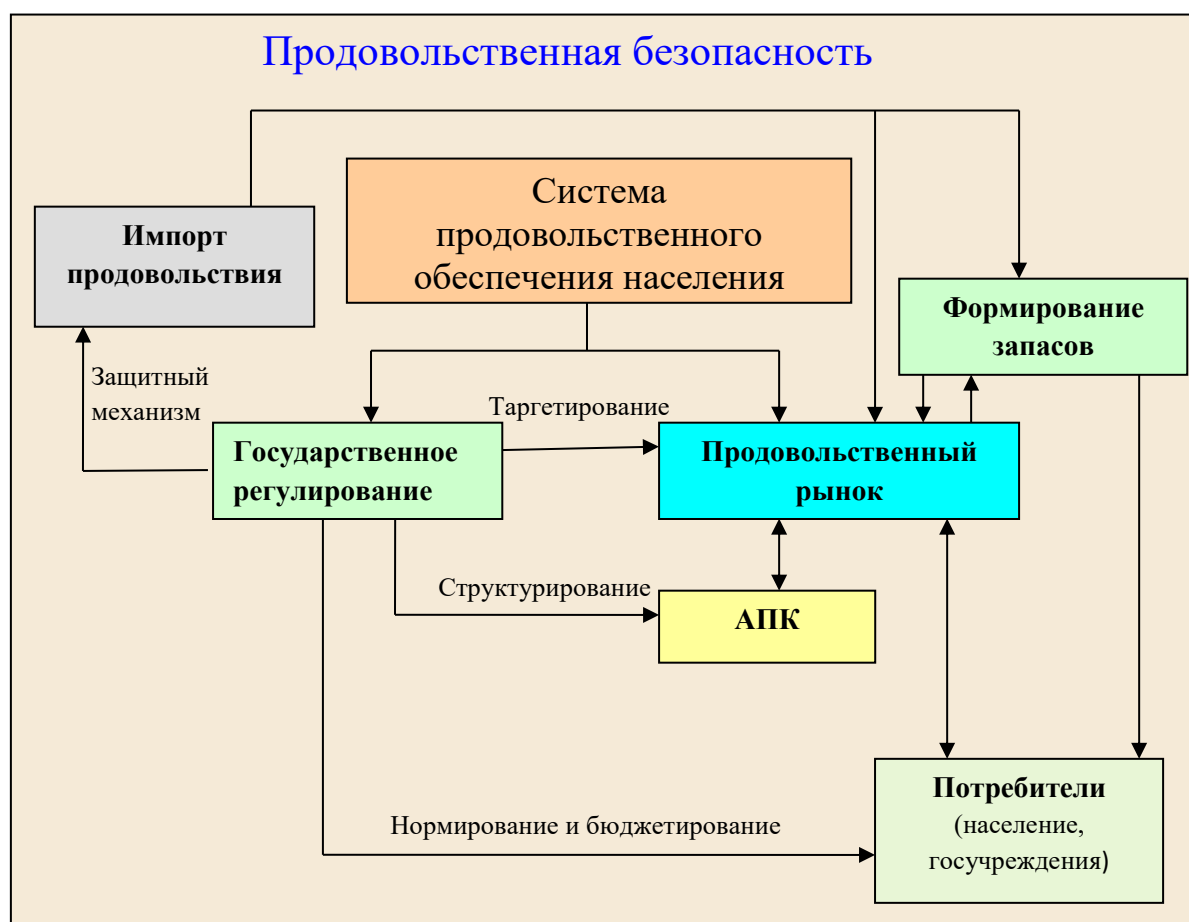 Продовольственная безопасность
Система
продовольственного
обеспечения населения
Импорт
продовольствия
Формирование
запасов
Защитный
механизм
Таргетирование
Государственное
регулирование
Продовольственный
рынок
Структурирование
АПК
Потребители
(население,
госучреждения)
Нормирование и бюджетирование